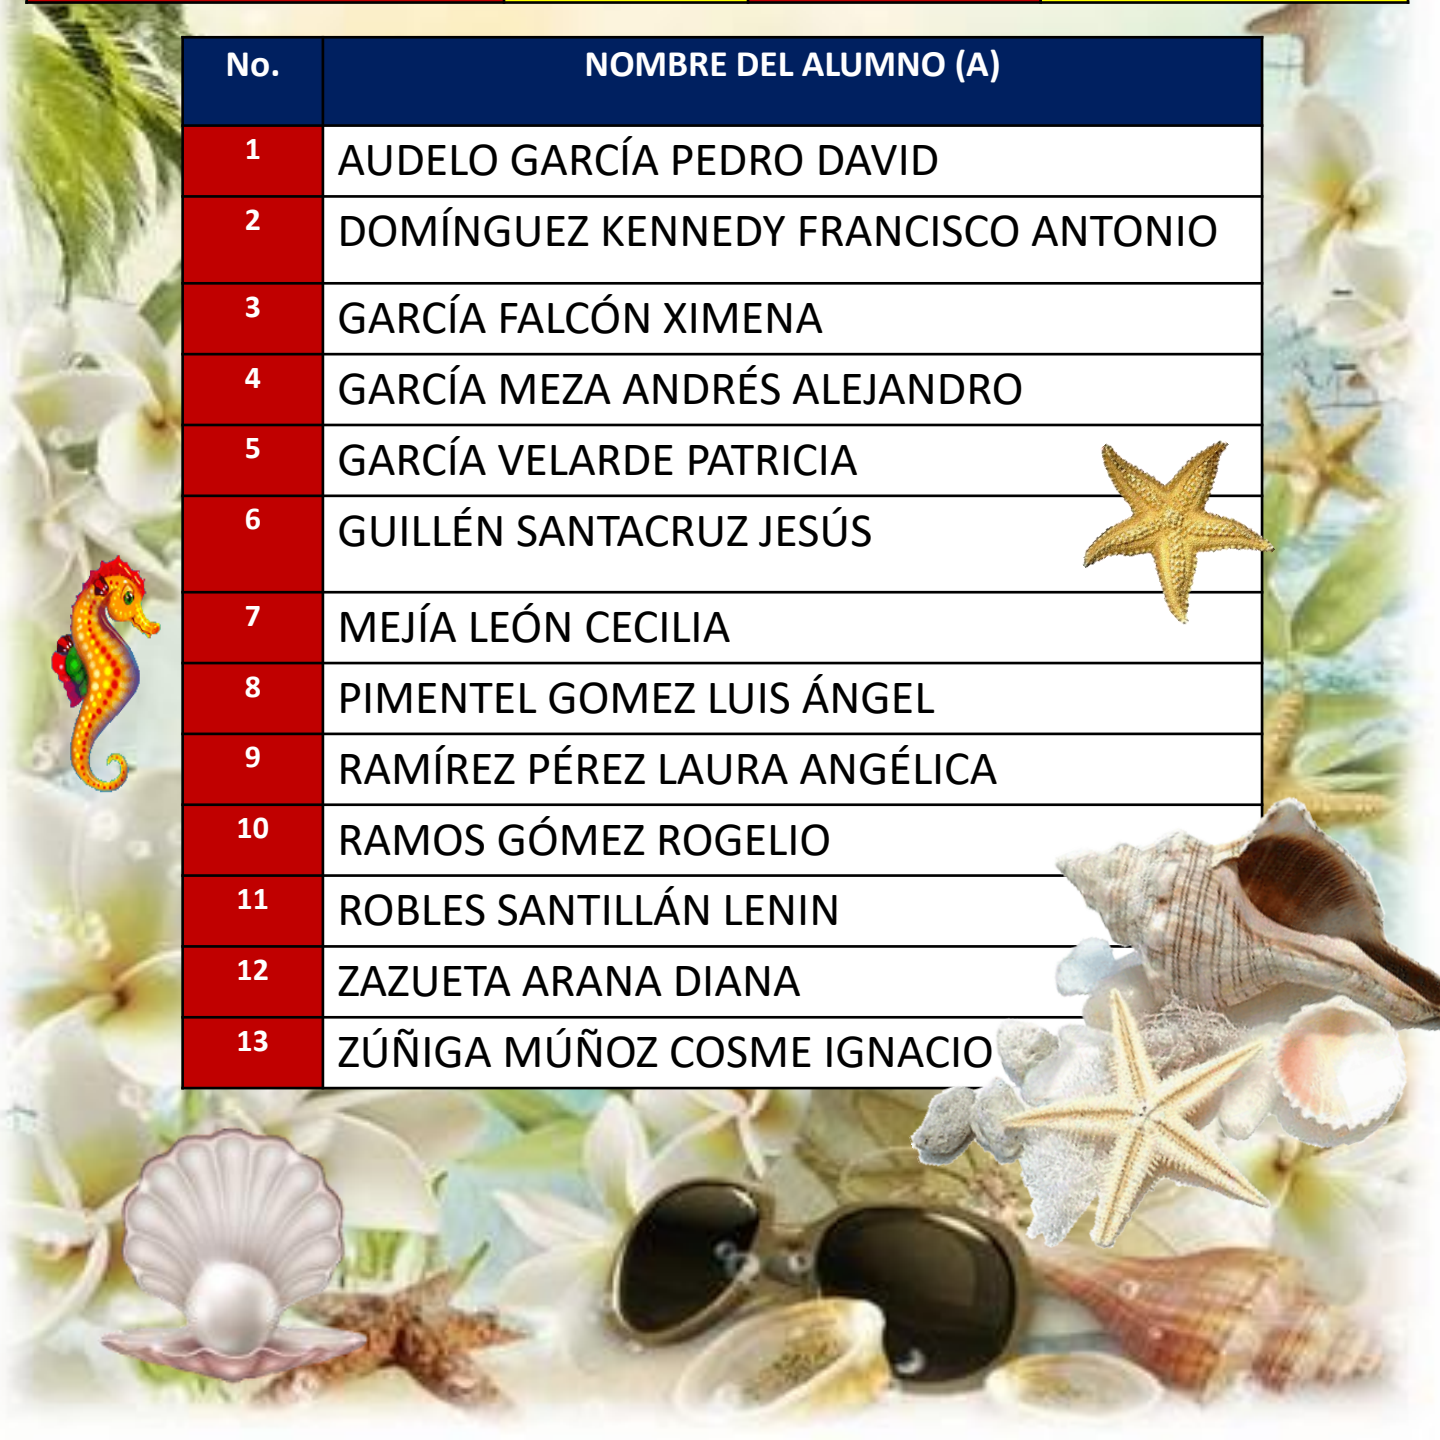 No. NOMBRE DEL ALUMNO (A)
1 AUDELO GARCÍA PEDRO DAVID
2 DOMÍNGUEZ KENNEDY FRANCISCO ANTONIO
3 GARCÍA FALCÓN XIMENA
4 GARCÍA MEZA ANDRÉS ALEJANDRO
5 GARCÍA VELARDE PATRICIA
6 GUILLÉN SANTACRUZ JESÚS
7 MEJÍA LEÓN CECILIA
8 PIMENTEL GOMEZ LUIS ÁNGEL
9 RAMÍREZ PÉREZ LAURA ANGÉLICA
10 RAMOS GÓMEZ ROGELIO
11 ROBLES SANTILLÁN LENIN
12 ZAZUETA ARANA DIANA
13 ZÚÑIGA MÚÑOZ COSME IGNACIO